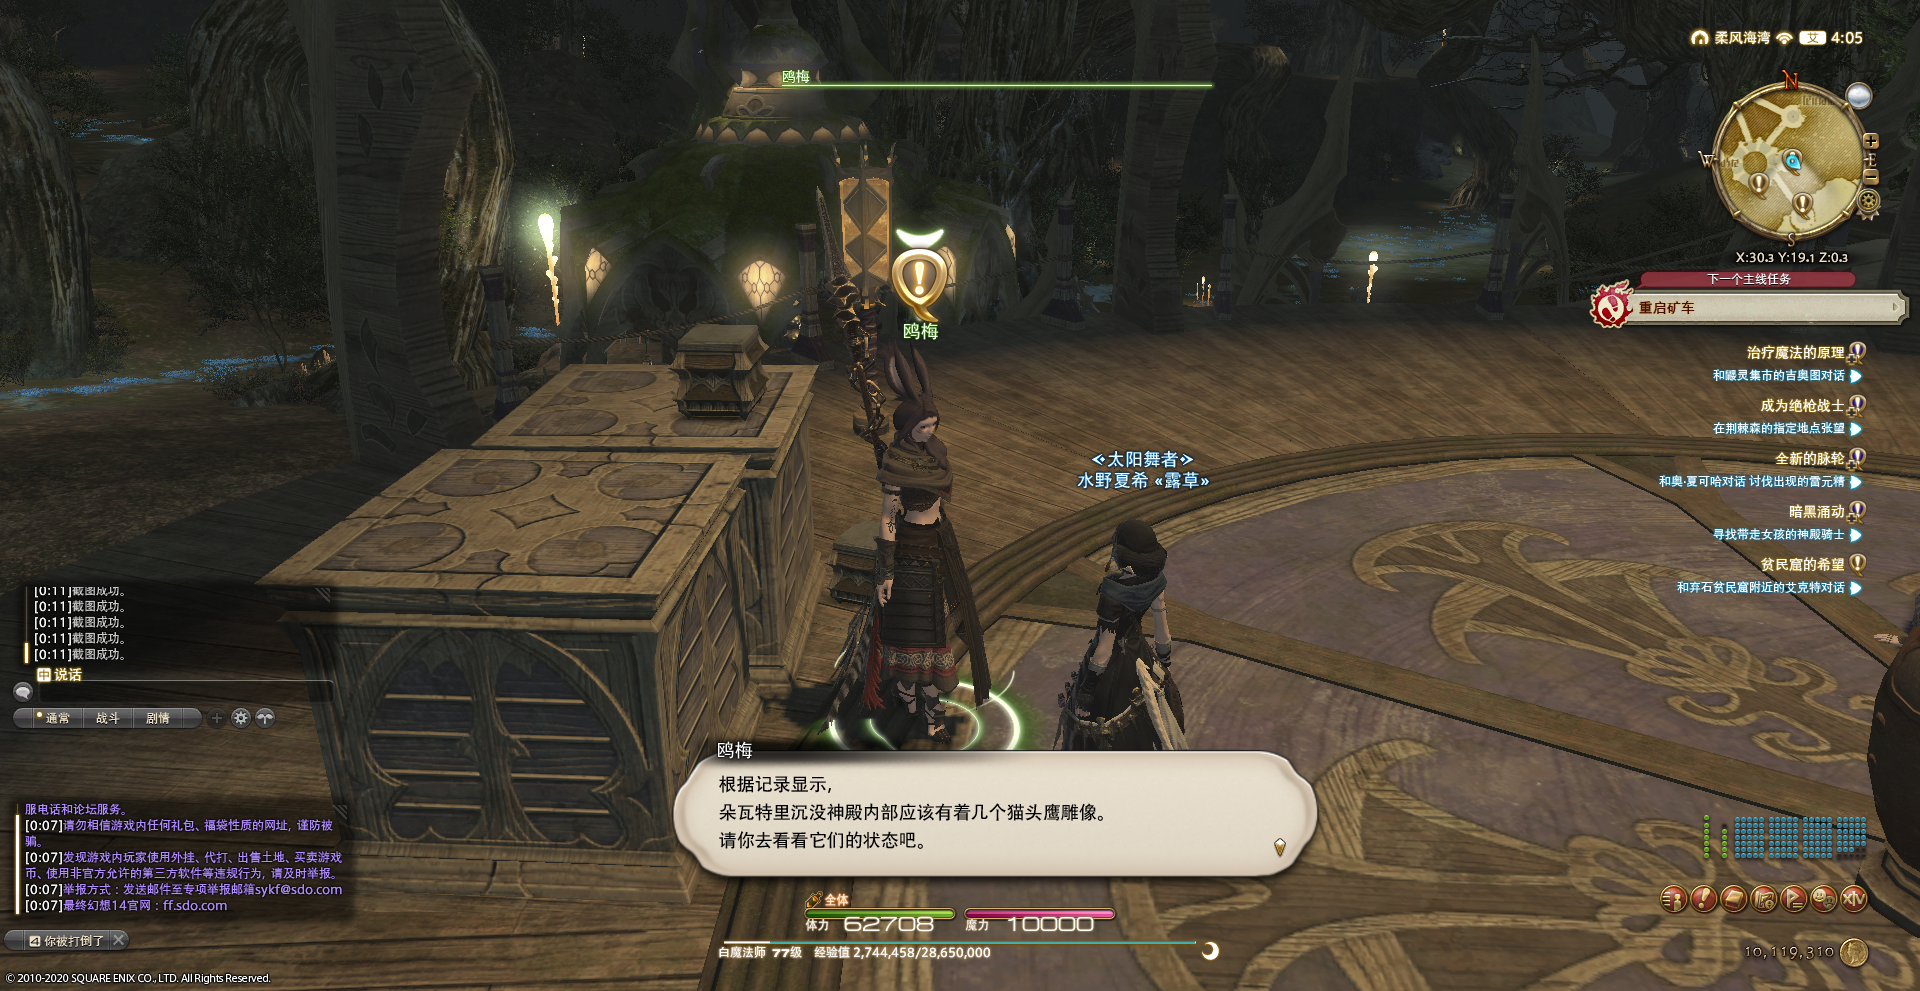 鸥梅
柔风海湾 艾 4:05
N
W
E
S
X:30.3 Y:19.1 Z:0.3
下一个主线任务
重启矿车
治疗魔法的原理
和鼹灵集市的吉奥图对话
成为绝枪战士
在荆棘森的指定地点张望
全新的脉轮
和奥·夏可哈对话 讨伐出现的雷元精
暗黑涌动
寻找带走女孩的神殿骑士
贫民窟的希望
和弃石贫民窟附近的艾克特对话
鸥梅
太阳舞者
水野夏希 «露草»
[0:11]截图成功。
[0:11]截图成功。
[0:11]截图成功。
[0:11]截图成功。
[0:11]截图成功。
说话
通常 战斗 剧情
鸥梅
根据记录显示，
朵瓦特里沉没神殿内部应该有着几个猫头鹰雕像。
请你去看看它们的状态吧。
服电话和论坛服务。
[0:07]请勿相信游戏内任何礼包、福袋性质的网址，谨防被
骗。
[0:07]发现游戏内玩家使用外挂、代打、出售土地、买卖游戏
币、使用非官方允许的第三方软件等违规行为，请及时举报。
[0:07]举报方式：发送邮件至专项举报邮箱sykf@sdo.com
[0:07]最终幻想14官网：ff.sdo.com
你被打倒了
全体
体力 62708 魔力 10000
白魔法师 77级 经验值 2,744,458/28,650,000
XIV
10,119,310
© 2010-2020 SQUARE ENIX CO., LTD. All Rights Reserved.